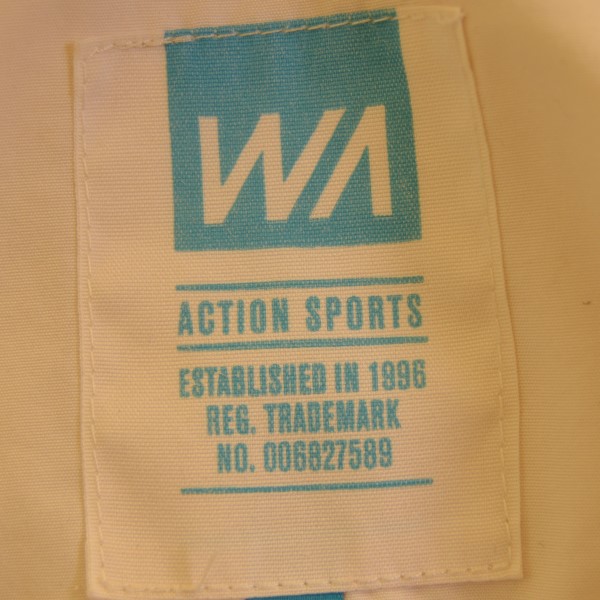 WA
ACTION SPORTS
ESTABLISHED IN 1996
REG. TRADEMARK
NO. 006827589